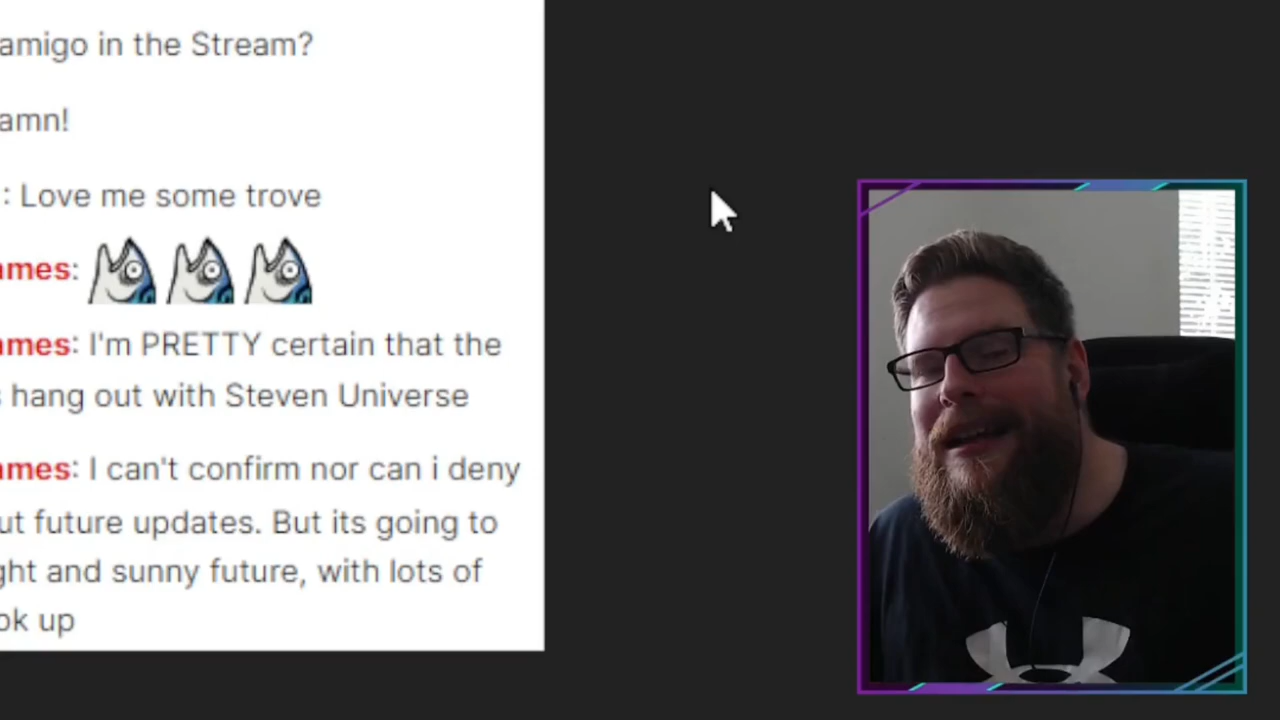 amigo in the Stream?
amn!
: Love me some trove
ames:
ames: I'm PRETTY certain that the
s hang out with Steven Universe
ames: I can't confirm nor can i deny
ut future updates. But its going to
ght and sunny future, with lots of
ok up